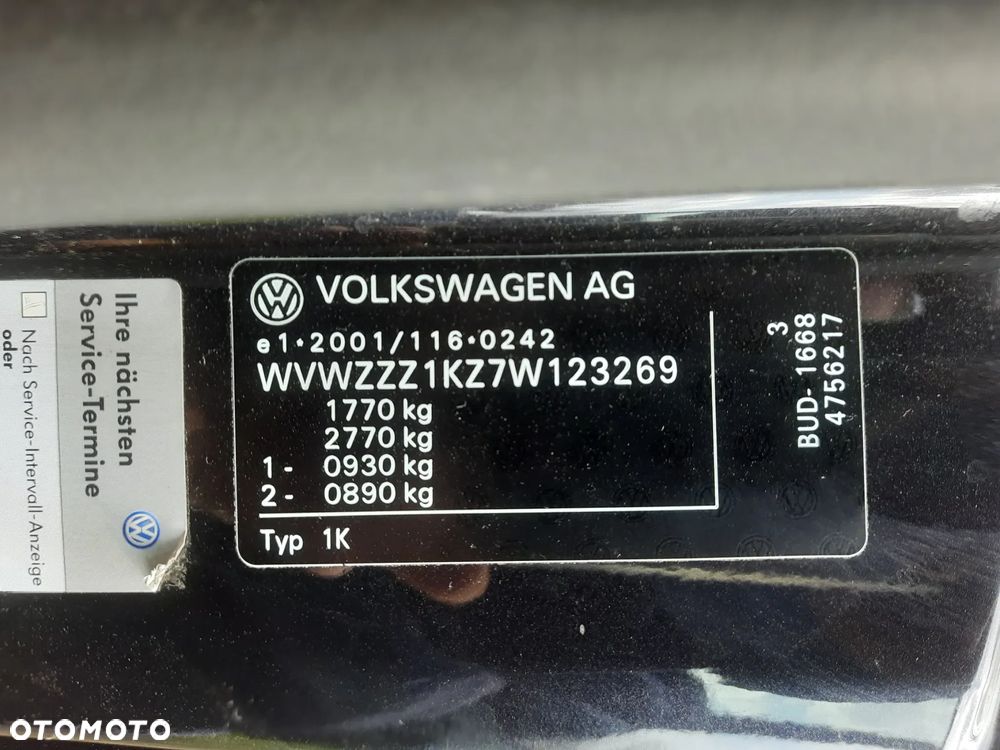 VOLKSWAGEN AG
e1*2001/116*0242
WVWZZZ1KZ7W123269
1770 kg
2770 kg
1- 0930 kg
2- 0890 kg
Typ 1K
3
BUD-1668
4756217
Ihre nächsten
Service-Termine
Nach Service-Intervall-Anzeige
oder
OTOMOTO